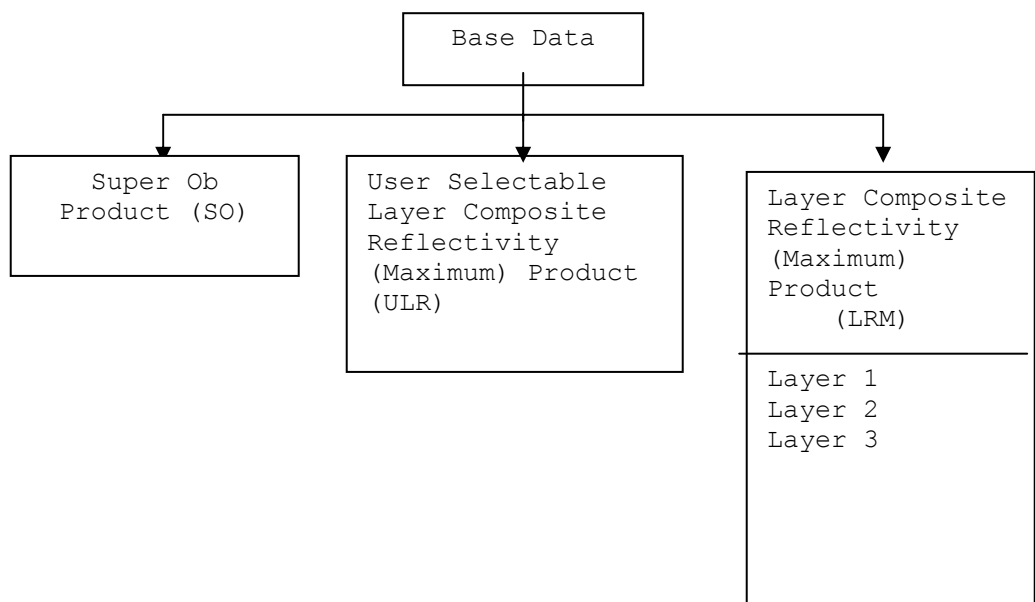 Base Data
Super Ob
Product (SO)
User Selectable
Layer Composite
Reflectivity
(Maximum) Product
(ULR)
Layer Composite
Reflectivity
(Maximum)
Product
(LRM)
Layer 1
Layer 2
Layer 3